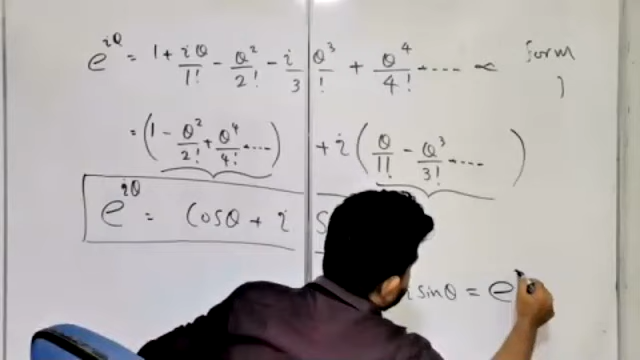 e^{iθ} = 1 + iθ/1! - θ²/2! - i θ³/3! + θ⁴/4! ..... ∞ form
)
= (1 - θ²/2! + θ⁴/4! ....) + i (θ/1! - θ³/3! .....)
e^{iθ} = Cosθ + i S
i sinθ = e